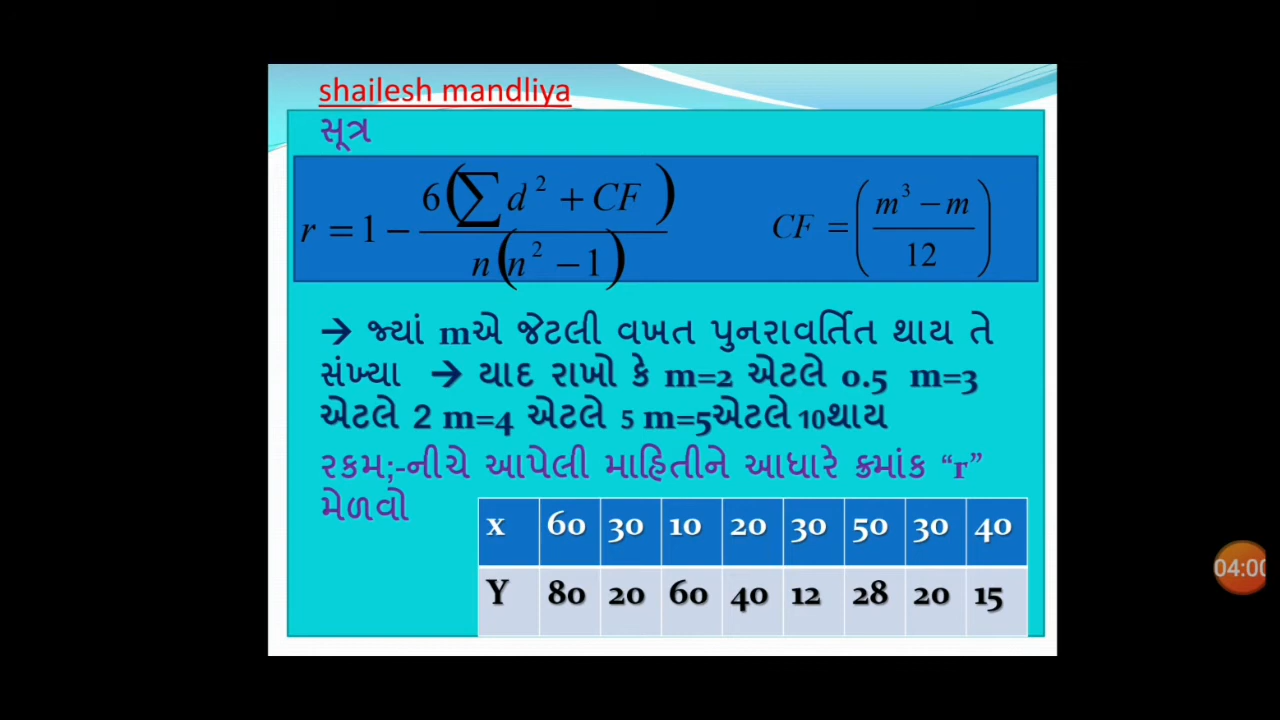 shailesh mandliya
સૂત્ર
r = 1 − 6(∑ d² + CF) / n(n² − 1)   CF = (m³ − m / 12)
→ જ્યાં mએ જેટલી વખત પુનરાવર્તિત થાય તે
સંખ્યા → યાદ રાખો કે m=2 એટલે 0.5 m=3
એટલે 2 m=4 એટલે 5 m=5એટલે 10થાય
રકમ;-નીચે આપેલી માહિતીને આધારે ક્રમાંક “r”
મેળવો
x 60 30 10 20 30 50 30 40
Y 80 20 60 40 12 28 20 15
04:00